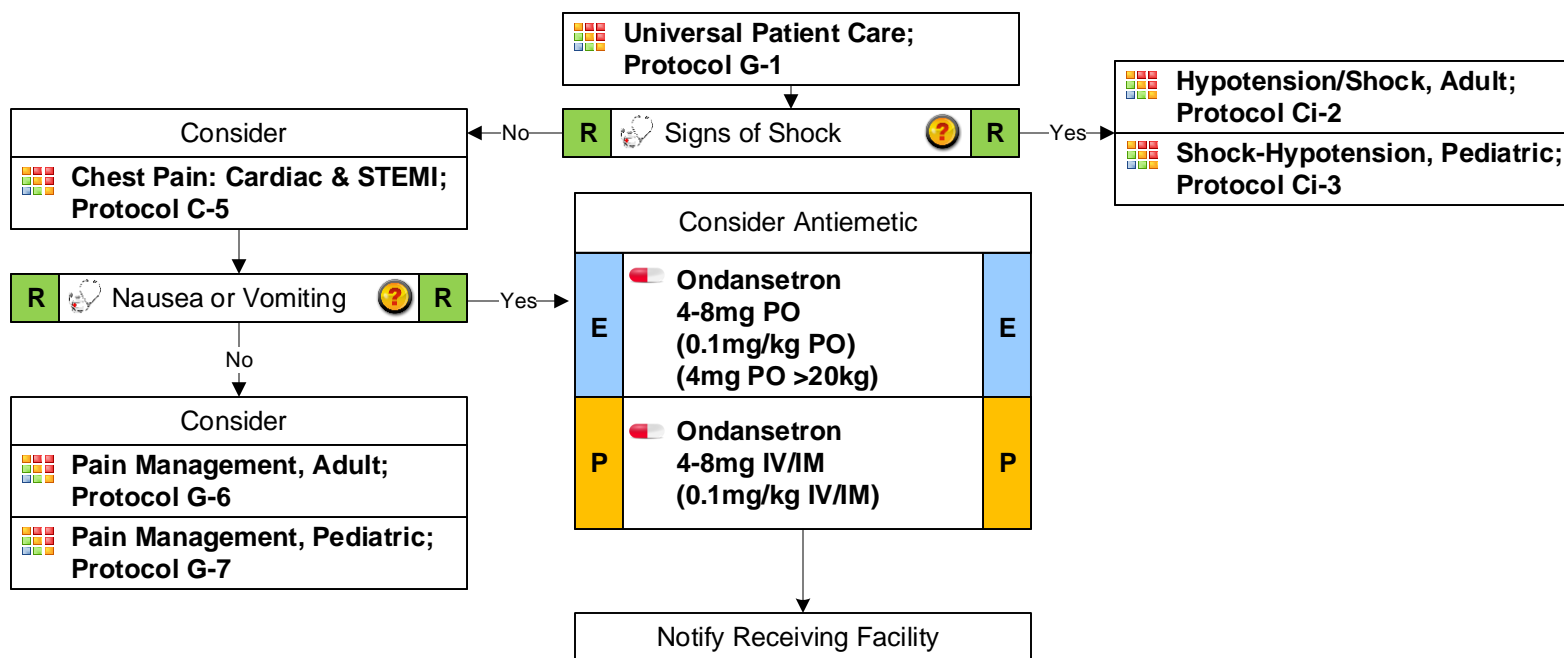 Universal Patient Care;
Protocol G-1
Hypotension/Shock, Adult;
Protocol Ci-2
Shock-Hypotension, Pediatric;
Protocol Ci-3
R
Signs of Shock
?
R
No
Yes
Consider
Chest Pain: Cardiac & STEMI;
Protocol C-5
R
Nausea or Vomiting
?
R
Yes
No
Consider
Pain Management, Adult;
Protocol G-6
Pain Management, Pediatric;
Protocol G-7
Consider Antiemetic
E
Ondansetron
4-8mg PO
(0.1mg/kg PO)
(4mg PO >20kg)
E
P
Ondansetron
4-8mg IV/IM
(0.1mg/kg IV/IM)
P
Notify Receiving Facility